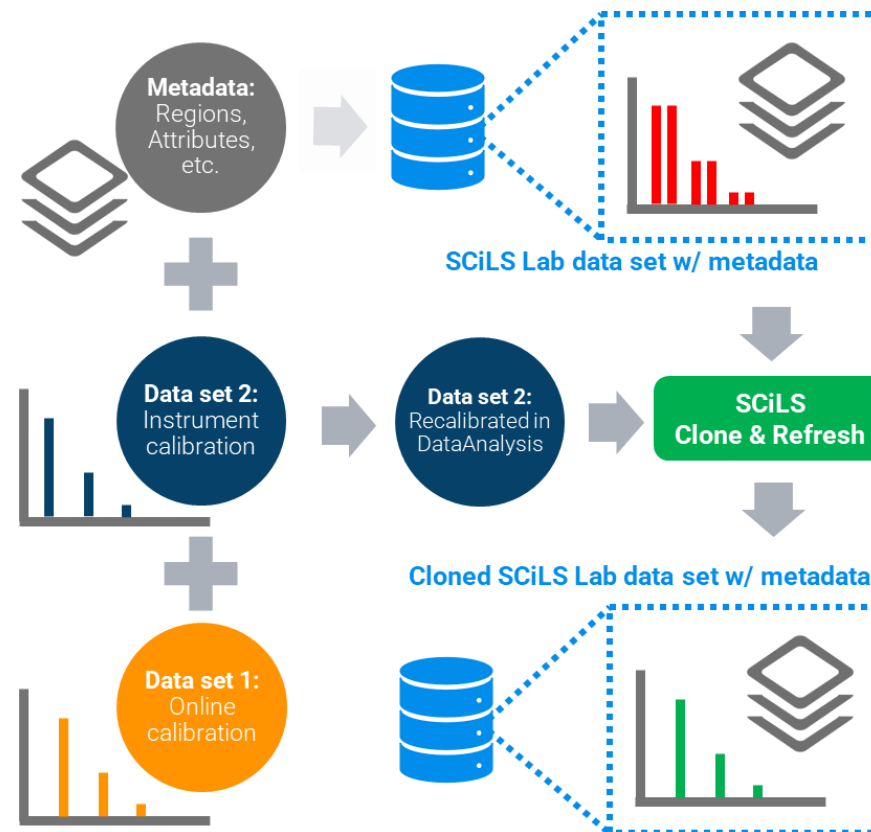 Metadata:
Regions,
Attributes,
etc.
SCiLS Lab data set w/ metadata
Data set 2:
Instrument
calibration
Data set 2:
Recalibrated in
DataAnalysis
SCiLS
Clone & Refresh
Cloned SCiLS Lab data set w/ metadata
Data set 1:
Online
calibration